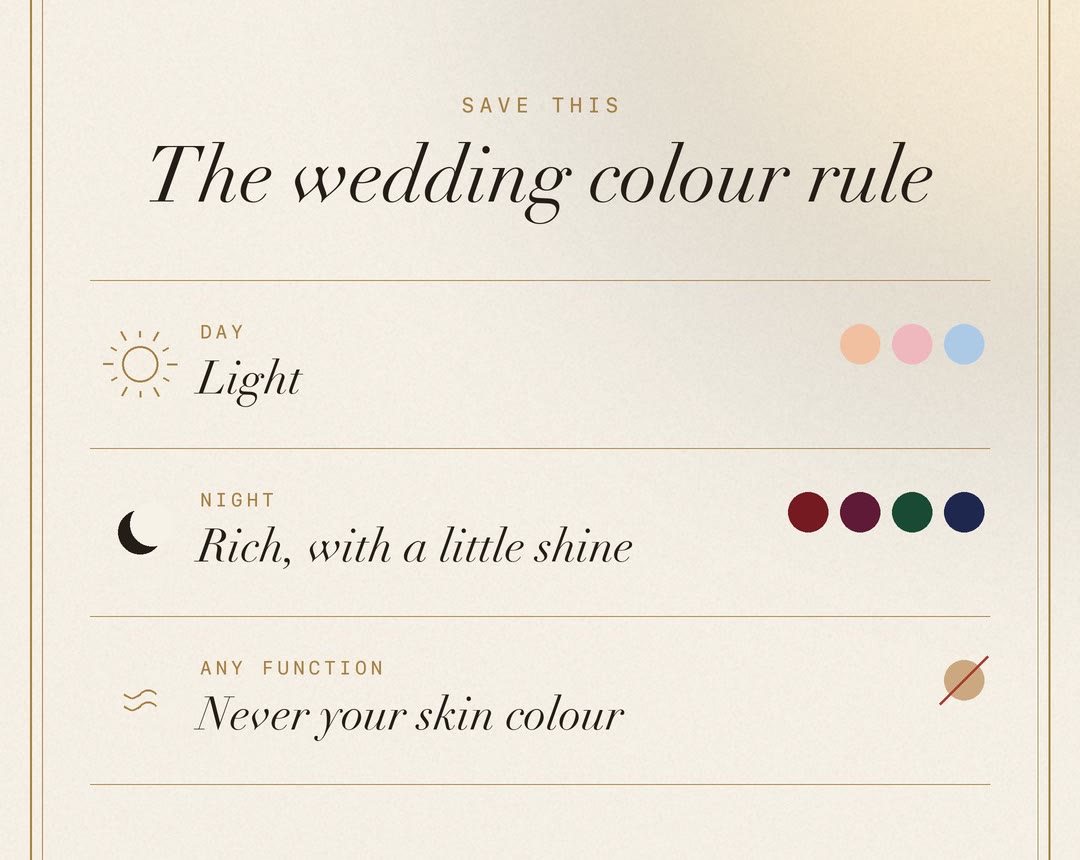 SAVE THIS
The wedding colour rule
DAY
Light
NIGHT
Rich, with a little shine
ANY FUNCTION
Never your skin colour